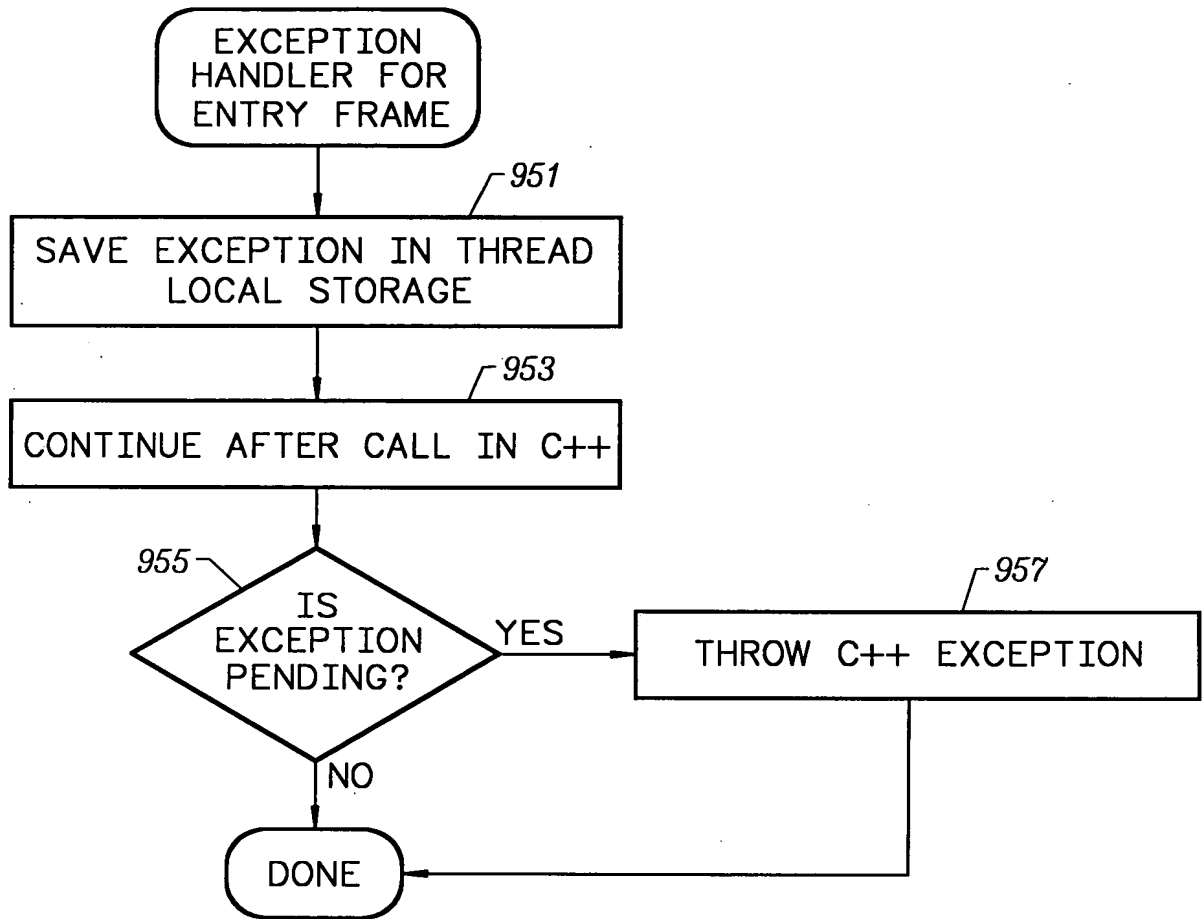 EXCEPTION
HANDLER FOR
ENTRY FRAME
951
SAVE EXCEPTION IN THREAD
LOCAL STORAGE
953
CONTINUE AFTER CALL IN C++
955
IS
EXCEPTION
PENDING?
YES
957
THROW C++ EXCEPTION
NO
DONE